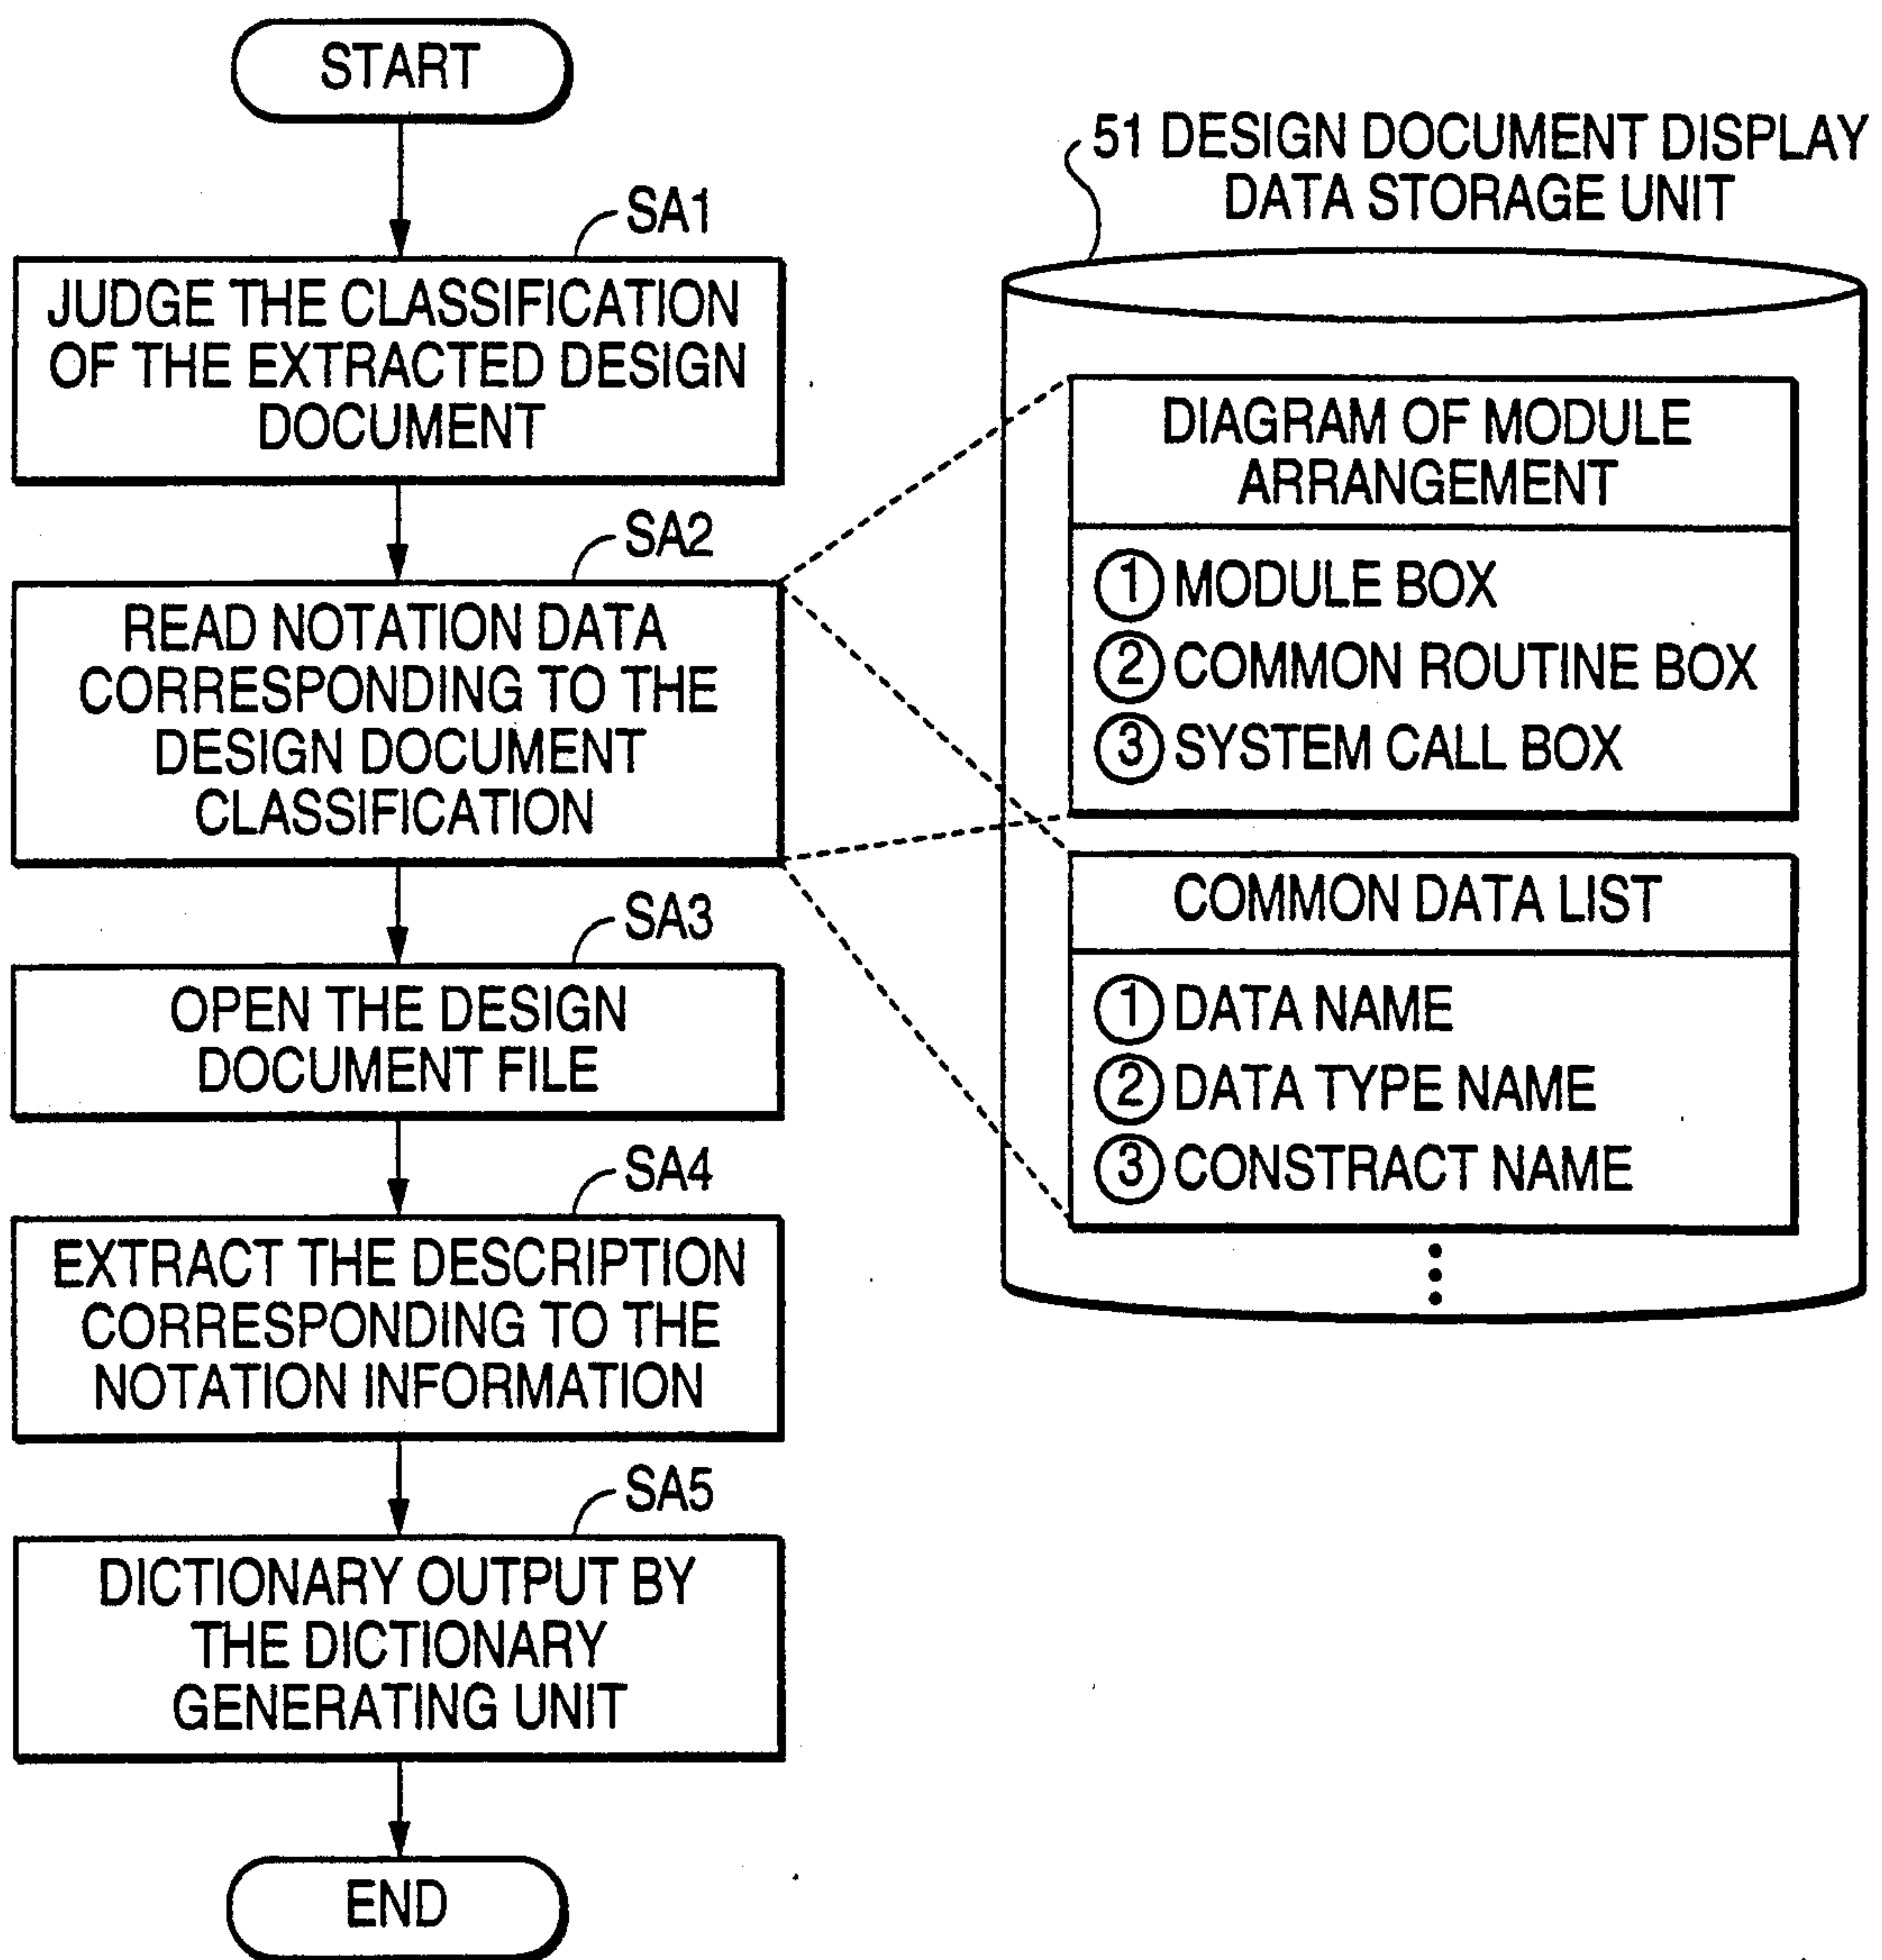 START
SA1
JUDGE THE CLASSIFICATION
OF THE EXTRACTED DESIGN
DOCUMENT
SA2
READ NOTATION DATA
CORRESPONDING TO THE
DESIGN DOCUMENT
CLASSIFICATION
SA3
OPEN THE DESIGN
DOCUMENT FILE
SA4
EXTRACT THE DESCRIPTION
CORRESPONDING TO THE
NOTATION INFORMATION
SA5
DICTIONARY OUTPUT BY
THE DICTIONARY
GENERATING UNIT
END
51 DESIGN DOCUMENT DISPLAY
DATA STORAGE UNIT
DIAGRAM OF MODULE
ARRANGEMENT
① MODULE BOX
② COMMON ROUTINE BOX
③ SYSTEM CALL BOX
COMMON DATA LIST
① DATA NAME
② DATA TYPE NAME
③ CONSTRACT NAME